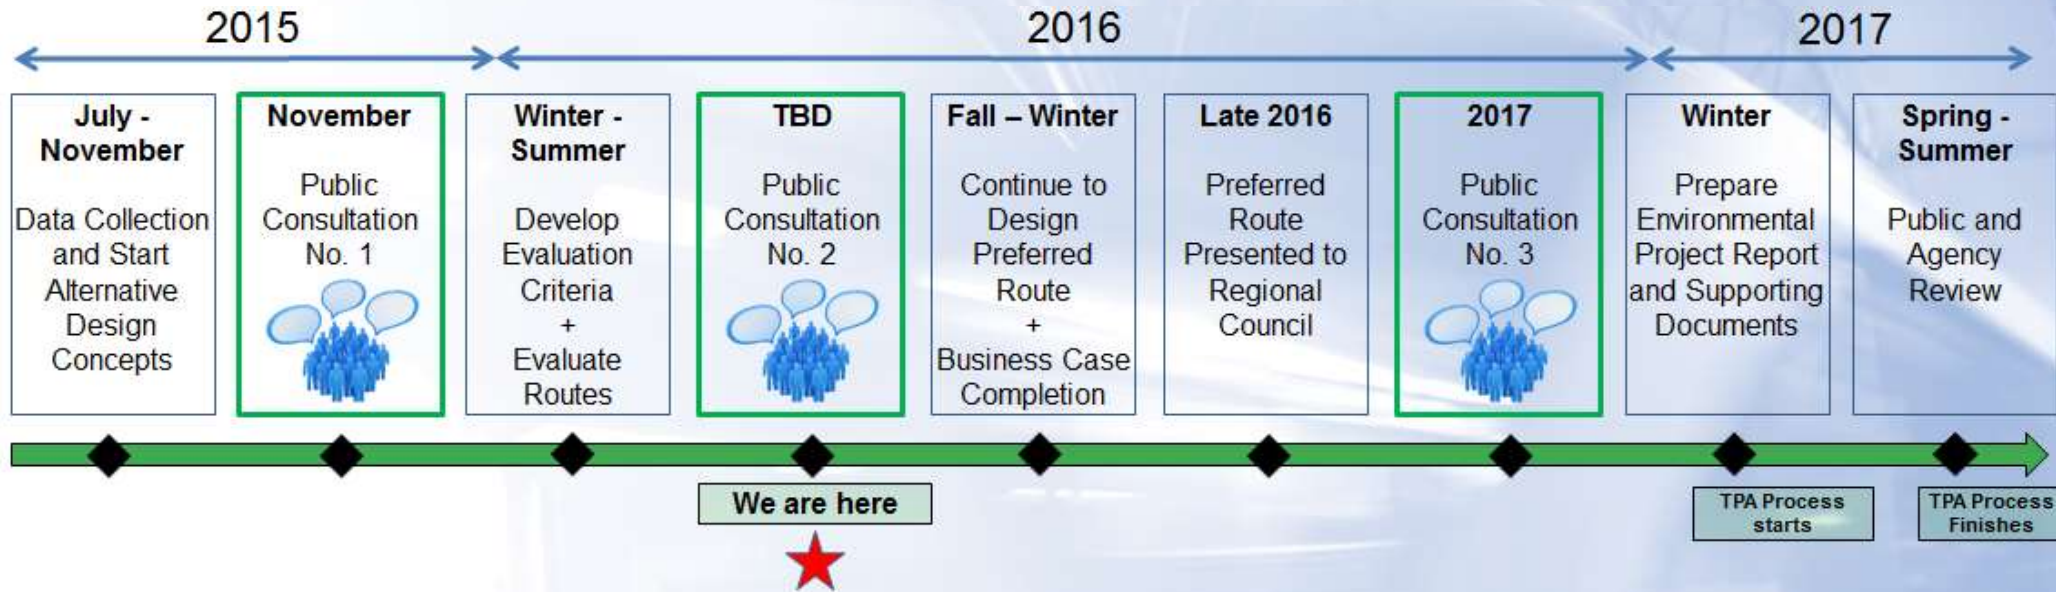 2015
2016
2017
July -
November
Data Collection
and Start
Alternative
Design
Concepts
November
Public
Consultation
No. 1
Winter -
Summer
Develop
Evaluation
Criteria
+
Evaluate
Routes
TBD
Public
Consultation
No. 2
Fall – Winter
Continue to
Design
Preferred
Route
+
Business Case
Completion
Late 2016
Preferred
Route
Presented to
Regional
Council
2017
Public
Consultation
No. 3
Winter
Prepare
Environmental
Project Report
and Supporting
Documents
Spring -
Summer
Public and
Agency
Review
We are here
TPA Process
starts
TPA Process
Finishes